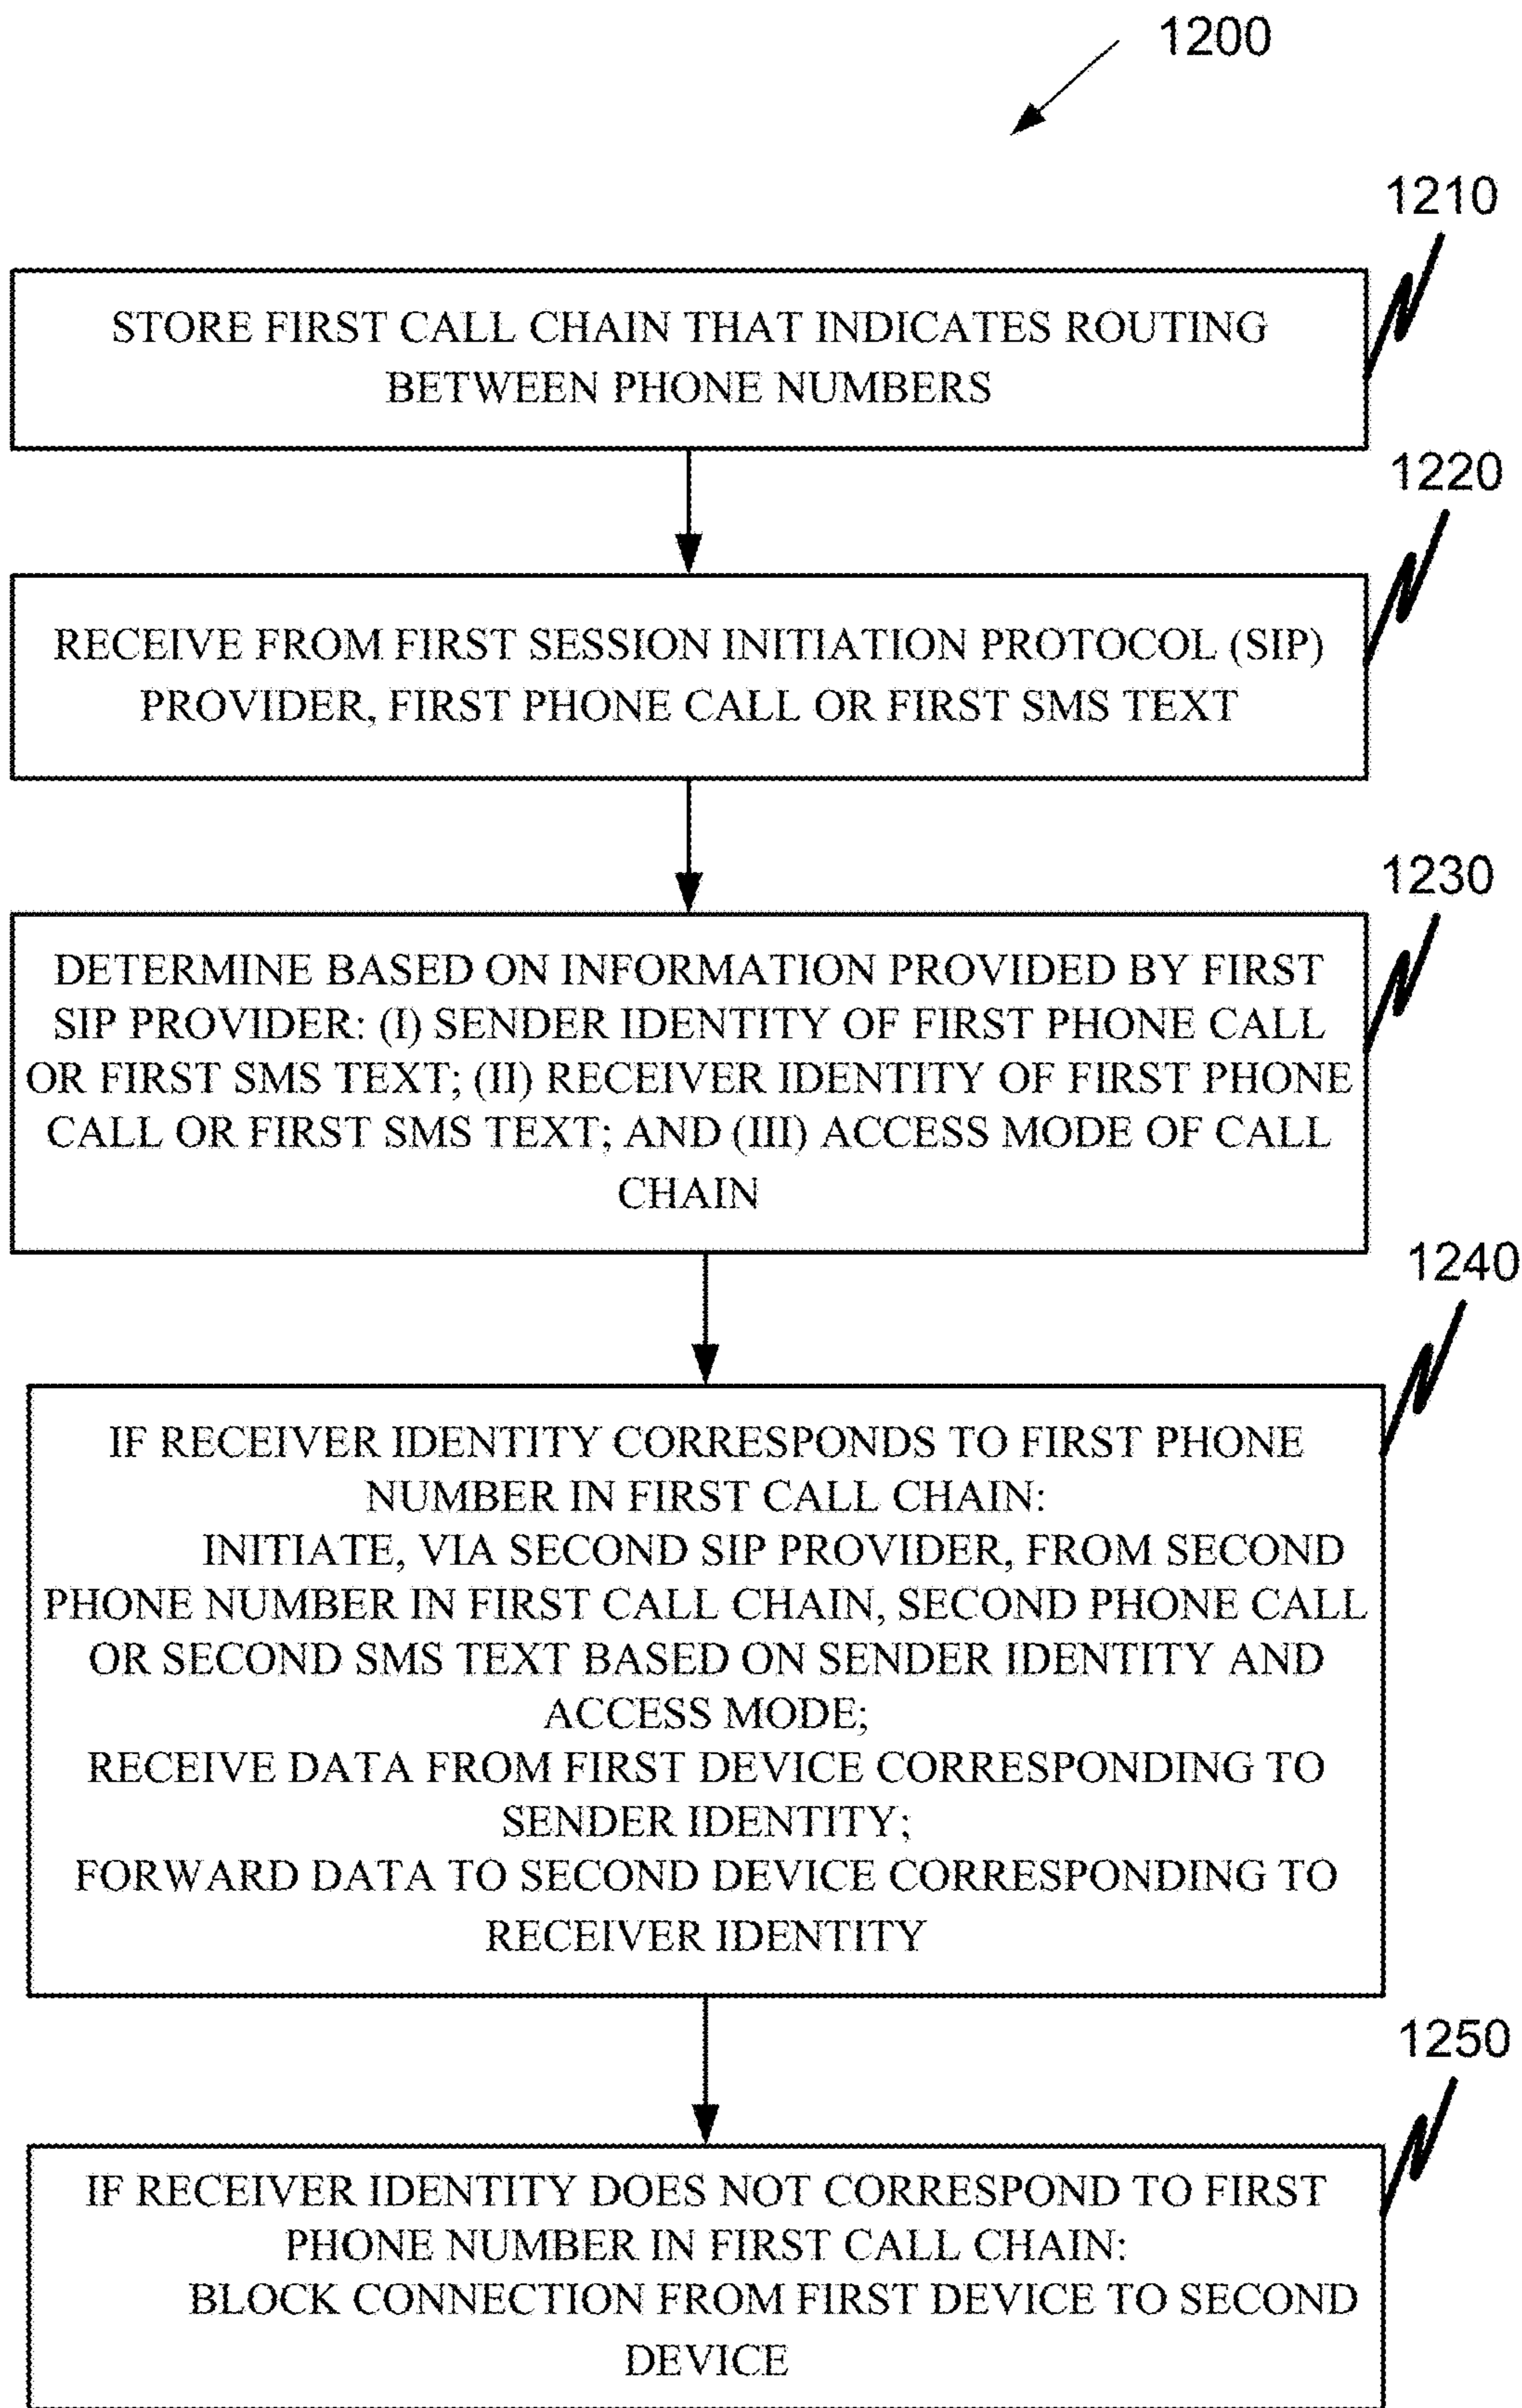 1200
1210
STORE FIRST CALL CHAIN THAT INDICATES ROUTING
BETWEEN PHONE NUMBERS
1220
RECEIVE FROM FIRST SESSION INITIATION PROTOCOL (SIP)
PROVIDER, FIRST PHONE CALL OR FIRST SMS TEXT
1230
DETERMINE BASED ON INFORMATION PROVIDED BY FIRST
SIP PROVIDER: (I) SENDER IDENTITY OF FIRST PHONE CALL
OR FIRST SMS TEXT; (II) RECEIVER IDENTITY OF FIRST PHONE
CALL OR FIRST SMS TEXT; AND (III) ACCESS MODE OF CALL
CHAIN
1240
IF RECEIVER IDENTITY CORRESPONDS TO FIRST PHONE
NUMBER IN FIRST CALL CHAIN:
INITIATE, VIA SECOND SIP PROVIDER, FROM SECOND
PHONE NUMBER IN FIRST CALL CHAIN, SECOND PHONE CALL
OR SECOND SMS TEXT BASED ON SENDER IDENTITY AND
ACCESS MODE;
RECEIVE DATA FROM FIRST DEVICE CORRESPONDING TO
SENDER IDENTITY;
FORWARD DATA TO SECOND DEVICE CORRESPONDING TO
RECEIVER IDENTITY
1250
IF RECEIVER IDENTITY DOES NOT CORRESPOND TO FIRST
PHONE NUMBER IN FIRST CALL CHAIN:
BLOCK CONNECTION FROM FIRST DEVICE TO SECOND
DEVICE